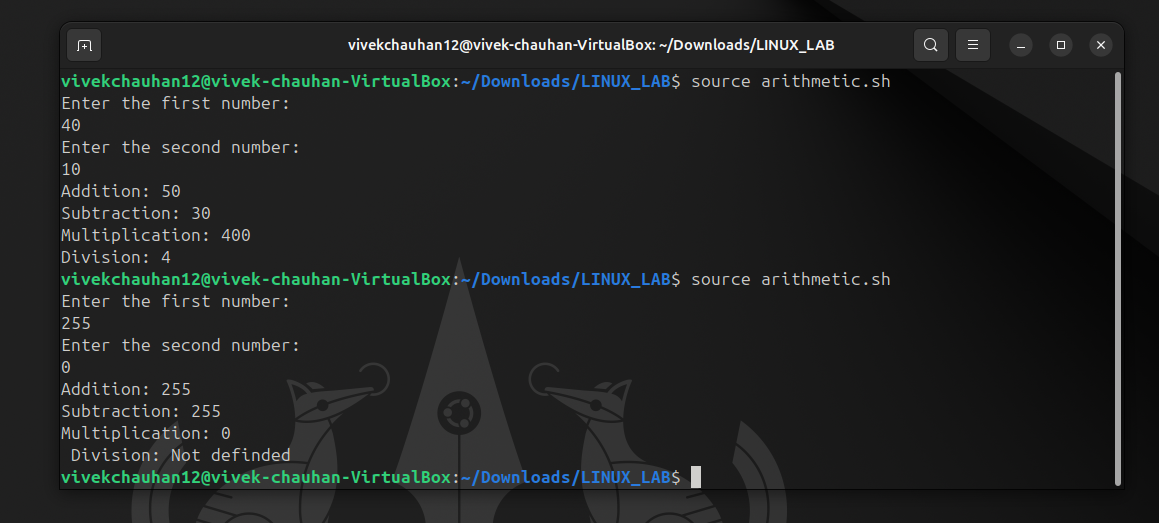 vivekchauhan12@vivek-chauhan-VirtualBox: ~/Downloads/LINUX_LAB
vivekchauhan12@vivek-chauhan-VirtualBox:~/Downloads/LINUX_LAB$ source arithmetic.sh
Enter the first number:
40
Enter the second number:
10
Addition: 50
Subtraction: 30
Multiplication: 400
Division: 4
vivekchauhan12@vivek-chauhan-VirtualBox:~/Downloads/LINUX_LAB$ source arithmetic.sh
Enter the first number:
255
Enter the second number:
0
Addition: 255
Subtraction: 255
Multiplication: 0
 Division: Not definded
vivekchauhan12@vivek-chauhan-VirtualBox:~/Downloads/LINUX_LAB$